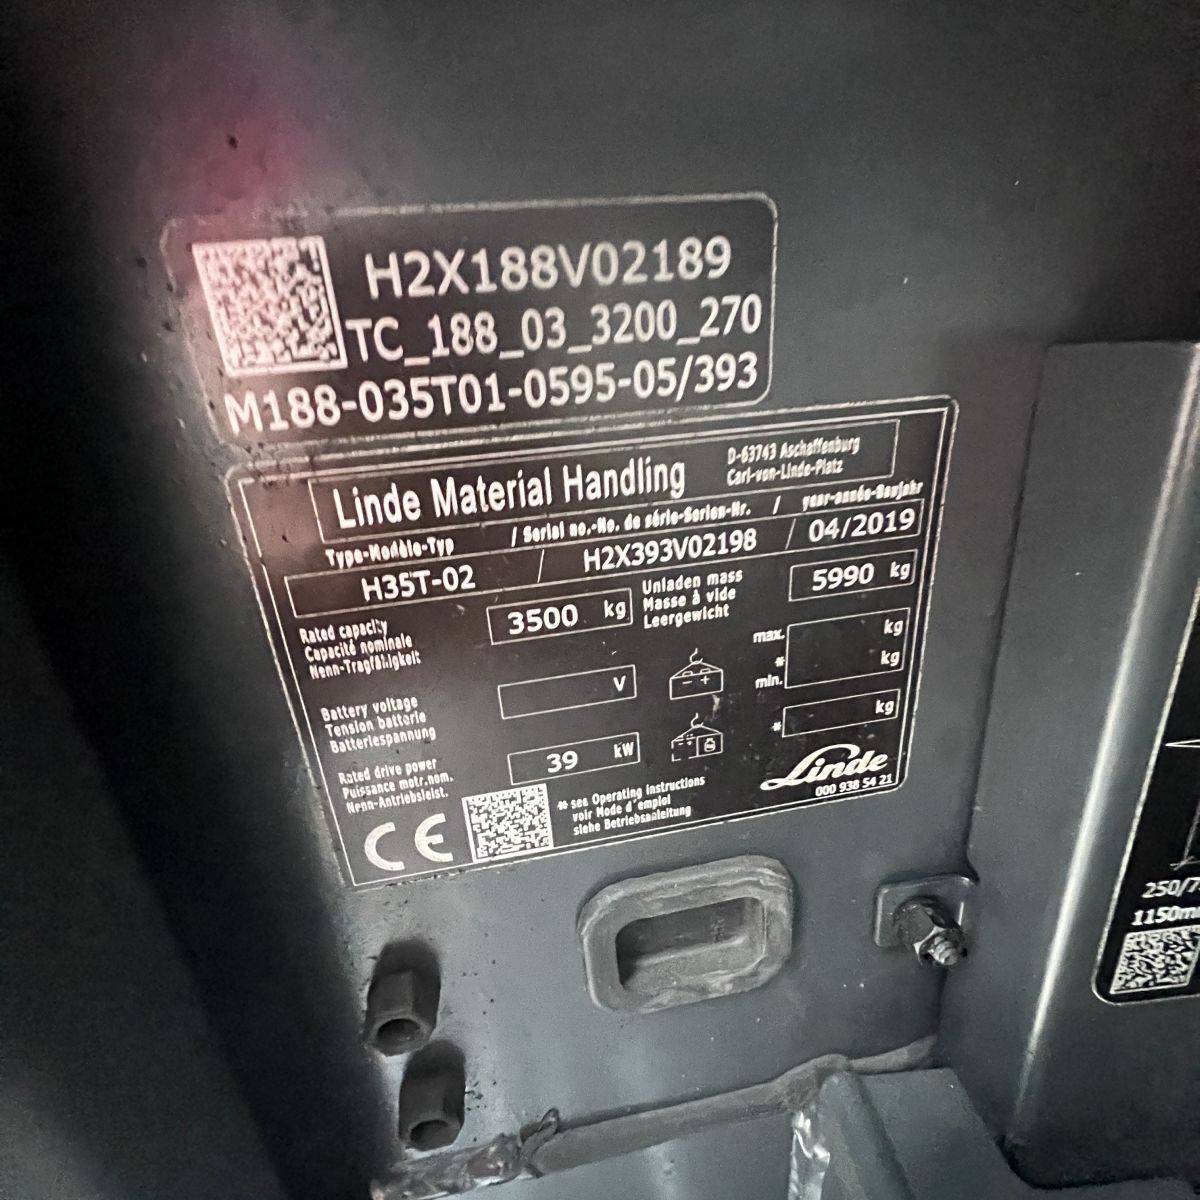 H2X188V02189
TC_188_03_3200_270
M188-035T01-0595-05/393
Linde Material Handling
D-63743 Aschaffenburg
Carl-von-Linde-Platz
Type-Modèle-Typ / Serial no.-No. de série-Serien-Nr. / year-année-Baujahr
H35T-02 / H2X393V02198 / 04/2019
Rated capacity
Capacité nominale
Nenn-Tragfähigkeit
3500 kg
Unladen mass
Masse à vide
Leergewicht
5990 kg
Battery voltage
Tension batterie
Batteriespannung
V
- +
max. kg
* kg
min.
* kg
Rated drive power
Puissance motr.nom.
Nenn-Antriebsleist.
39 kW
CE
* see Operating instructions
voir Mode d'emploi
siehe Betriebsanleitung
Linde
000 938 54 21
250/7
1150m